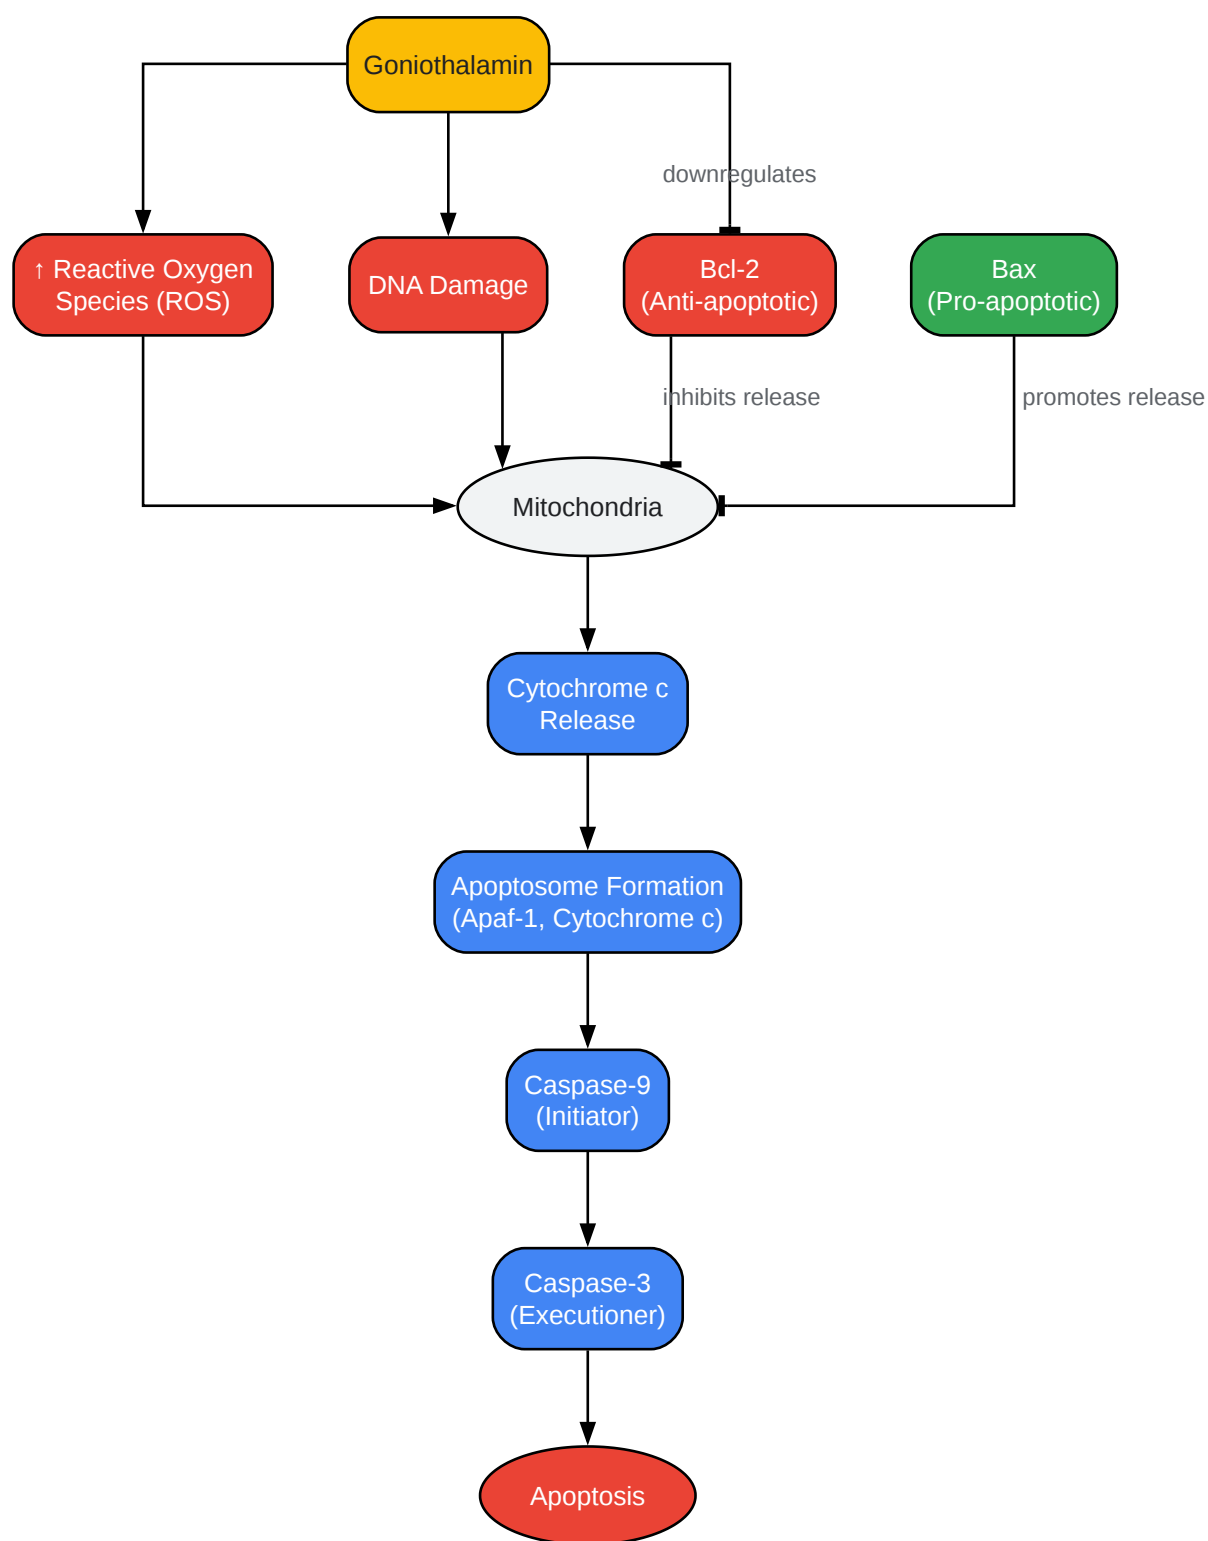 Goniothalamin
downregulates
↑ Reactive Oxygen
Species (ROS)
DNA Damage
Bcl-2
(Anti-apoptotic)
Bax
(Pro-apoptotic)
inhibits release
promotes release
Mitochondria
Cytochrome c
Release
Apoptosome Formation
(Apaf-1, Cytochrome c)
Caspase-9
(Initiator)
Caspase-3
(Executioner)
Apoptosis